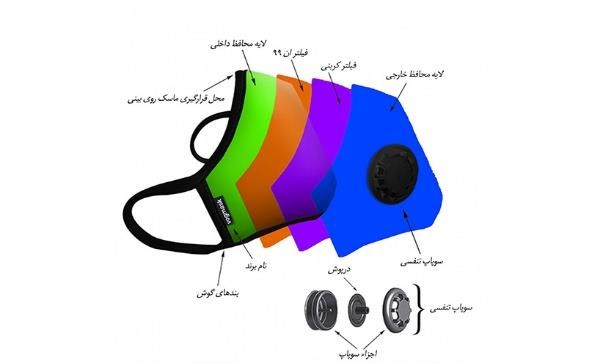 لایه محافظ داخلی
فیلتر ان ۹۹
فیلتر کربنی
لایه محافظ خارجی
محل قرارگیری ماسک روی بینی
vogmask
نام برند
بندهای گوش
سوپاپ تنفسی
درپوش
سوپاپ تنفسی
اجزاء سوپاپ